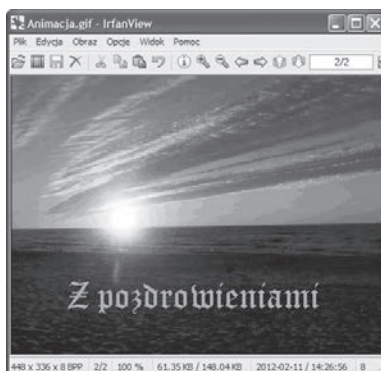 Animacja.gif - IrfanView
Plik Edycja Obraz Opcje Widok Pomoc
2/2
Z pozdrowieniami
448 x 336 x 8 BPP 2/2 100 % 61.35 KB / 148.04 KB 2012-02-11 / 14:26:56 8